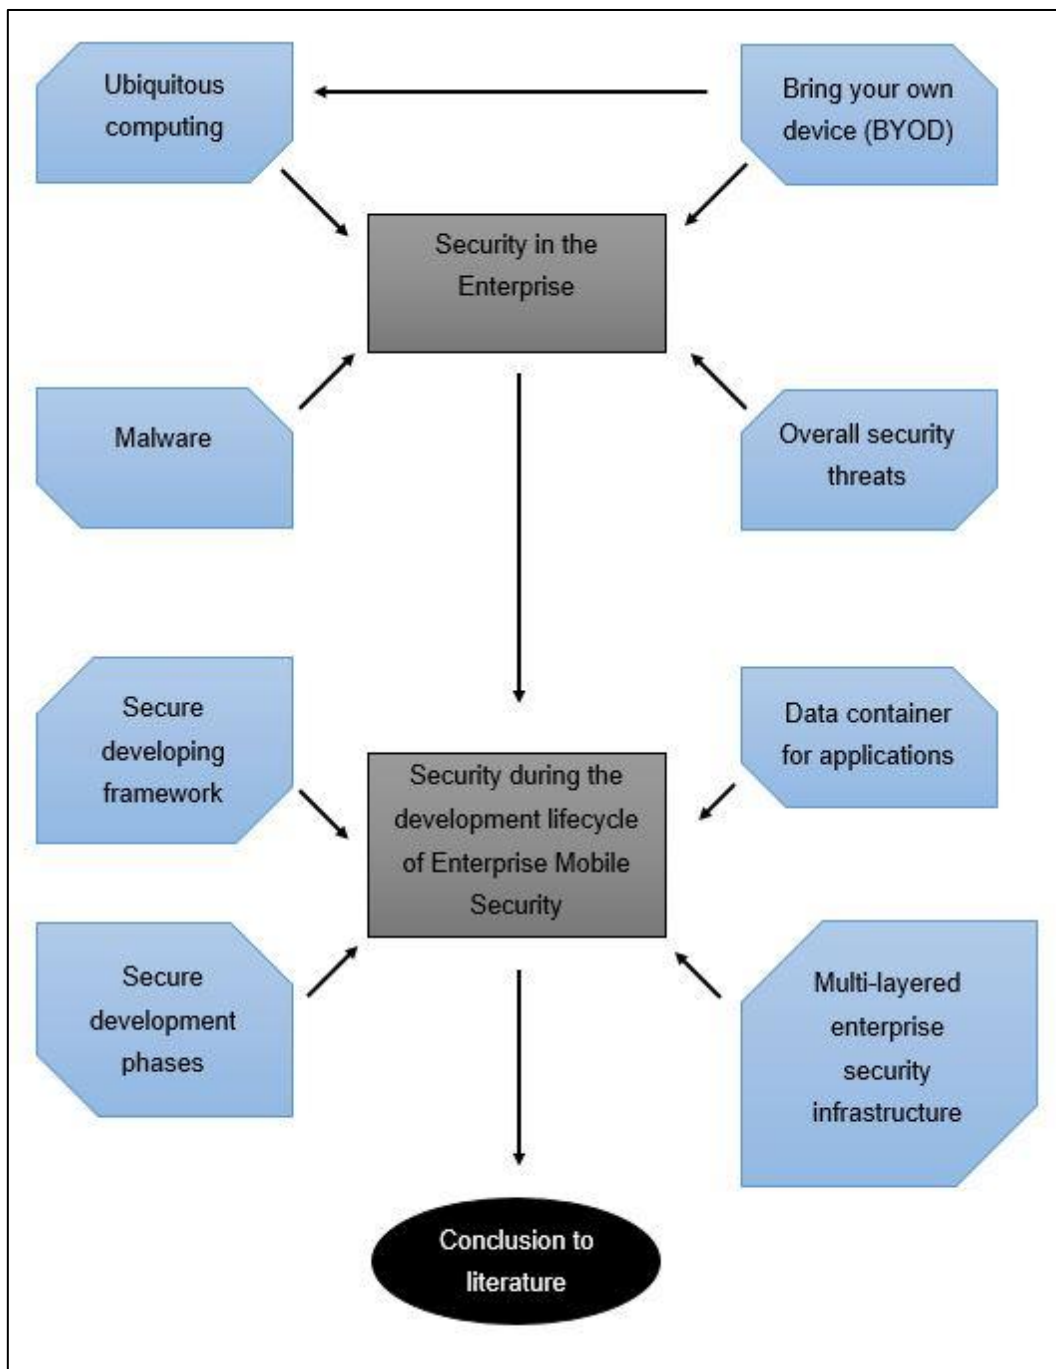 Ubiquitous
computing
Bring your own
device (BYOD)
Security in the
Enterprise
Malware
Overall security
threats
Secure
developing
framework
Data container
for applications
Security during the
development lifecycle
of Enterprise Mobile
Security
Secure
development
phases
Multi-layered
enterprise
security
infrastructure
Conclusion to
literature